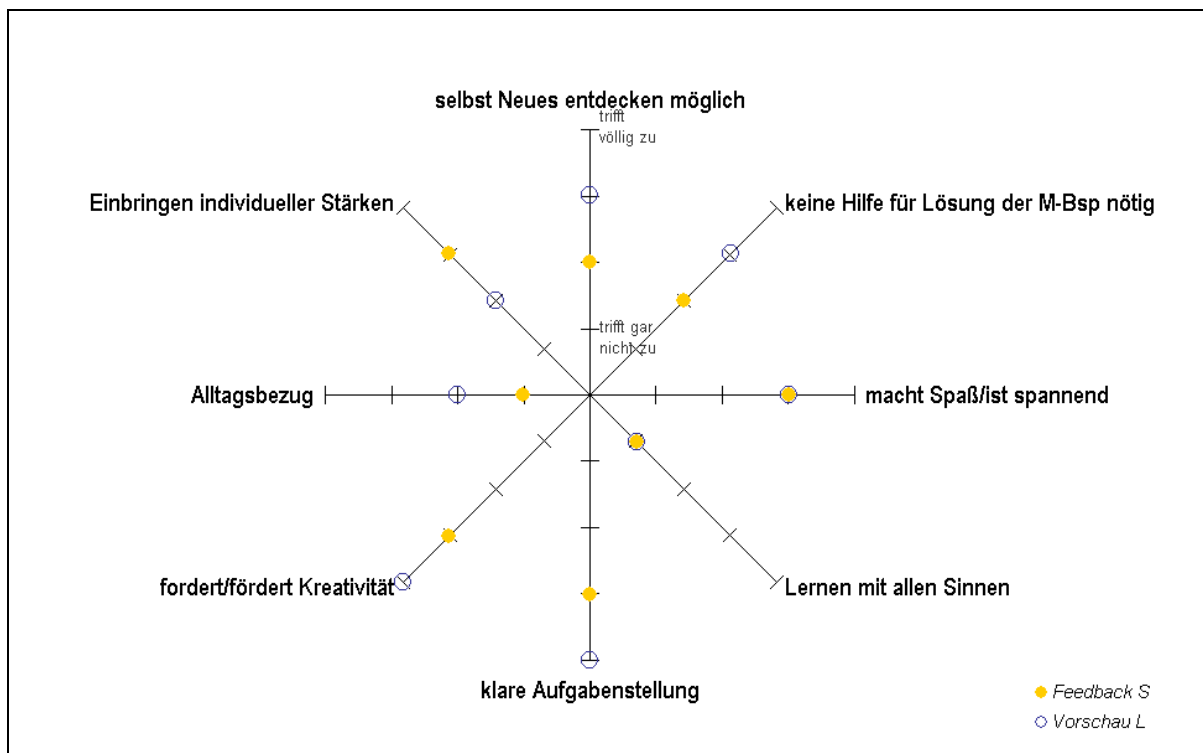 selbst Neues entdecken möglich
trifft
völlig zu
Einbringen individueller Stärken
keine Hilfe für Lösung der M-Bsp nötig
trifft gar
nicht zu
Alltagsbezug
macht Spaß/ist spannend
fordert/fördert Kreativität
Lernen mit allen Sinnen
klare Aufgabenstellung
Feedback S
Vorschau L